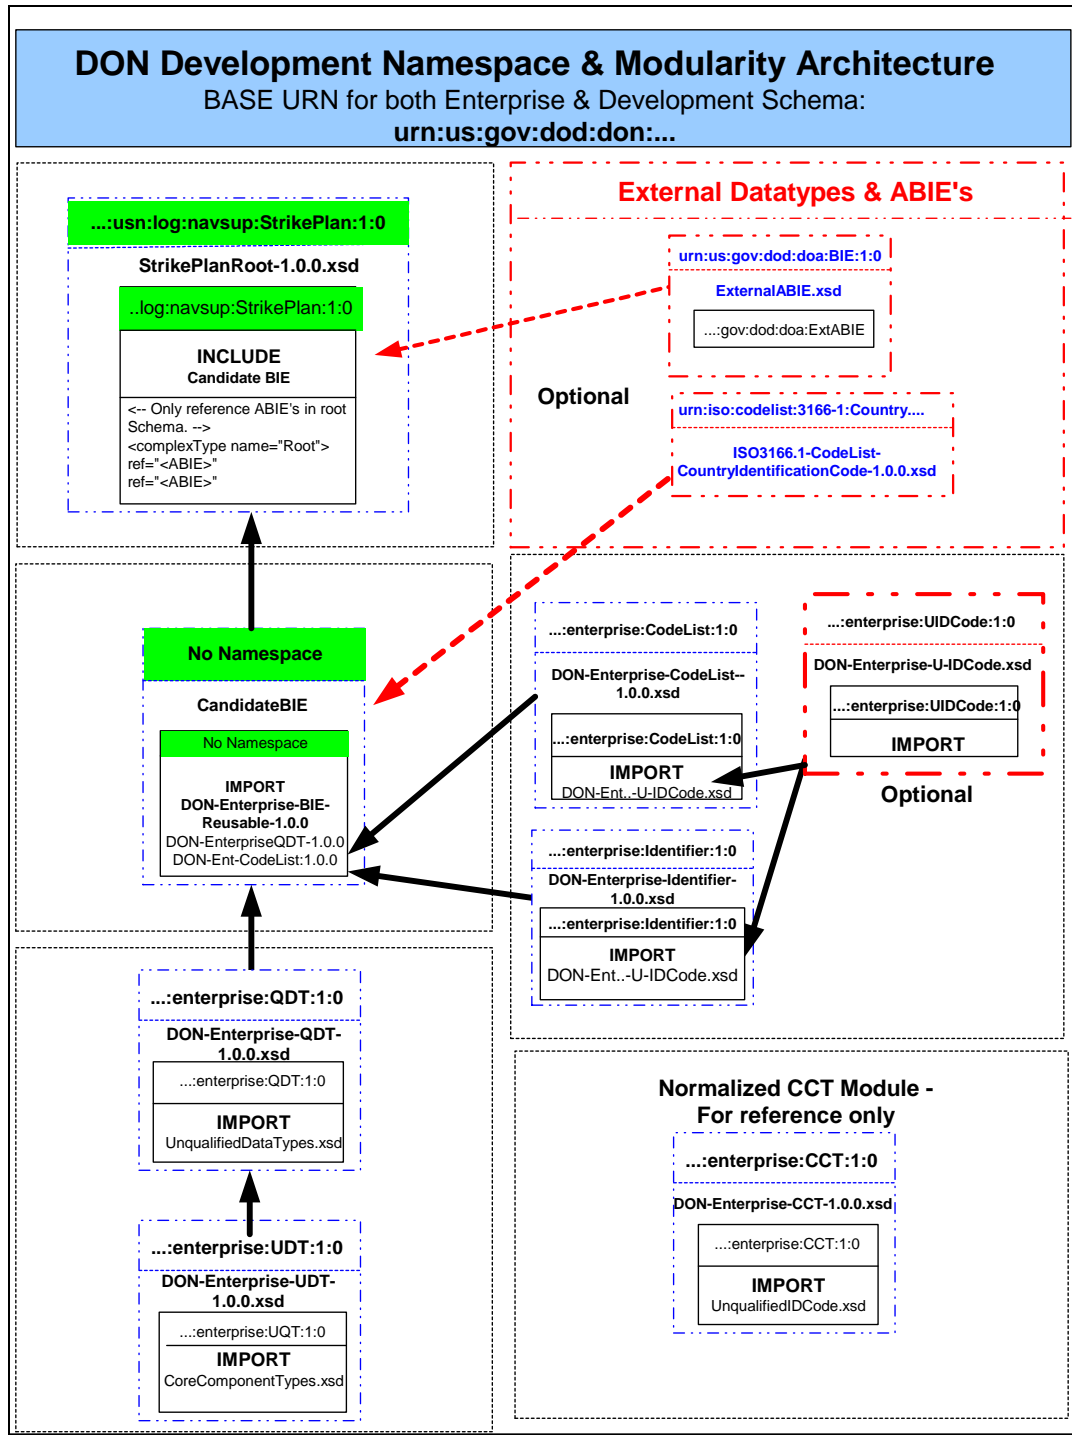 DON Development Namespace & Modularity Architecture
BASE URN for both Enterprise & Development Schema:
urn:us:gov:dod:don:...
...:usn:log:navsup:StrikePlan:1:0
StrikePlanRoot-1.0.0.xsd
..log:navsup:StrikePlan:1:0
INCLUDE
Candidate BIE
<-- Only reference ABIE's in root
Schema. -->
<complexType name="Root">
ref="<ABIE>"
ref="<ABIE>"
External Datatypes & ABIE's
urn:us:gov:dod:doa:BIE:1:0
ExternalABIE.xsd
...:gov:dod:doa:ExtABIE
Optional
urn:iso:codelist:3166-1:Country....
ISO3166.1-CodeList-
CountryIdentificationCode-1.0.0.xsd
No Namespace
CandidateBIE
No Namespace
IMPORT
DON-Enterprise-BIE-
Reusable-1.0.0
DON-EnterpriseQDT-1.0.0
DON-Ent-CodeList:1.0.0
...:enterprise:CodeList:1:0
DON-Enterprise-CodeList--
1.0.0.xsd
...:enterprise:CodeList:1:0
IMPORT
DON-Ent..-U-IDCode.xsd
...:enterprise:UIDCode:1:0
DON-Enterprise-U-IDCode.xsd
...:enterprise:UIDCode:1:0
IMPORT
Optional
...:enterprise:Identifier:1:0
DON-Enterprise-Identifier-
1.0.0.xsd
...:enterprise:Identifier:1:0
IMPORT
DON-Ent..-U-IDCode.xsd
...:enterprise:QDT:1:0
DON-Enterprise-QDT-
1.0.0.xsd
...:enterprise:QDT:1:0
IMPORT
UnqualifiedDataTypes.xsd
...:enterprise:UDT:1:0
DON-Enterprise-UDT-
1.0.0.xsd
...:enterprise:UQT:1:0
IMPORT
CoreComponentTypes.xsd
Normalized CCT Module -
For reference only
...:enterprise:CCT:1:0
DON-Enterprise-CCT-1.0.0.xsd
...:enterprise:CCT:1:0
IMPORT
UnqualifiedIDCode.xsd